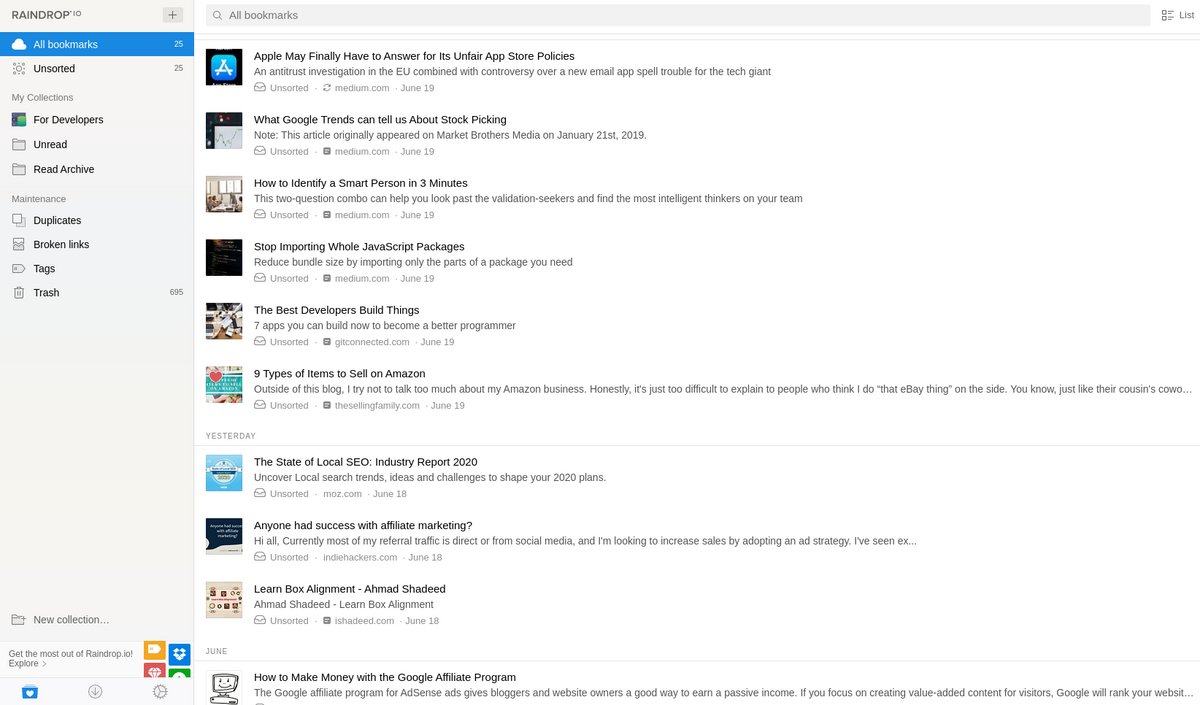 RAINDROP.IO
All bookmarks 25
Unsorted 25
My Collections
For Developers
Unread
Read Archive
Maintenance
Duplicates
Broken links
Tags
Trash 695
New collection…
Get the most out of Raindrop.io!
Explore
All bookmarks
List
Apple May Finally Have to Answer for Its Unfair App Store Policies
An antitrust investigation in the EU combined with controversy over a new email app spell trouble for the tech giant
Unsorted · medium.com · June 19
What Google Trends can tell us About Stock Picking
Note: This article originally appeared on Market Brothers Media on January 21st, 2019.
Unsorted · medium.com · June 19
How to Identify a Smart Person in 3 Minutes
This two-question combo can help you look past the validation-seekers and find the most intelligent thinkers on your team
Unsorted · medium.com · June 19
Stop Importing Whole JavaScript Packages
Reduce bundle size by importing only the parts of a package you need
Unsorted · medium.com · June 19
The Best Developers Build Things
7 apps you can build now to become a better programmer
Unsorted · gitconnected.com · June 19
9 Types of Items to Sell on Amazon
Outside of this blog, I try not to talk too much about my Amazon business. Honestly, it's just too difficult to explain to people who think I do “that eBay thing” on the side. You know, just like their cousin's cowo…
Unsorted · thesellingfamily.com · June 19
YESTERDAY
The State of Local SEO: Industry Report 2020
Uncover Local search trends, ideas and challenges to shape your 2020 plans.
Unsorted · moz.com · June 18
Anyone had success with affiliate marketing?
Hi all, Currently most of my referral traffic is direct or from social media, and I'm looking to increase sales by adopting an ad strategy. I've seen ex...
Unsorted · indiehackers.com · June 18
Learn Box Alignment - Ahmad Shadeed
Ahmad Shadeed - Learn Box Alignment
Unsorted · ishadeed.com · June 18
JUNE
How to Make Money with the Google Affiliate Program
The Google affiliate program for AdSense ads gives bloggers and website owners a good way to earn a passive income. If you focus on creating value-added content for visitors, Google will rank your websit…